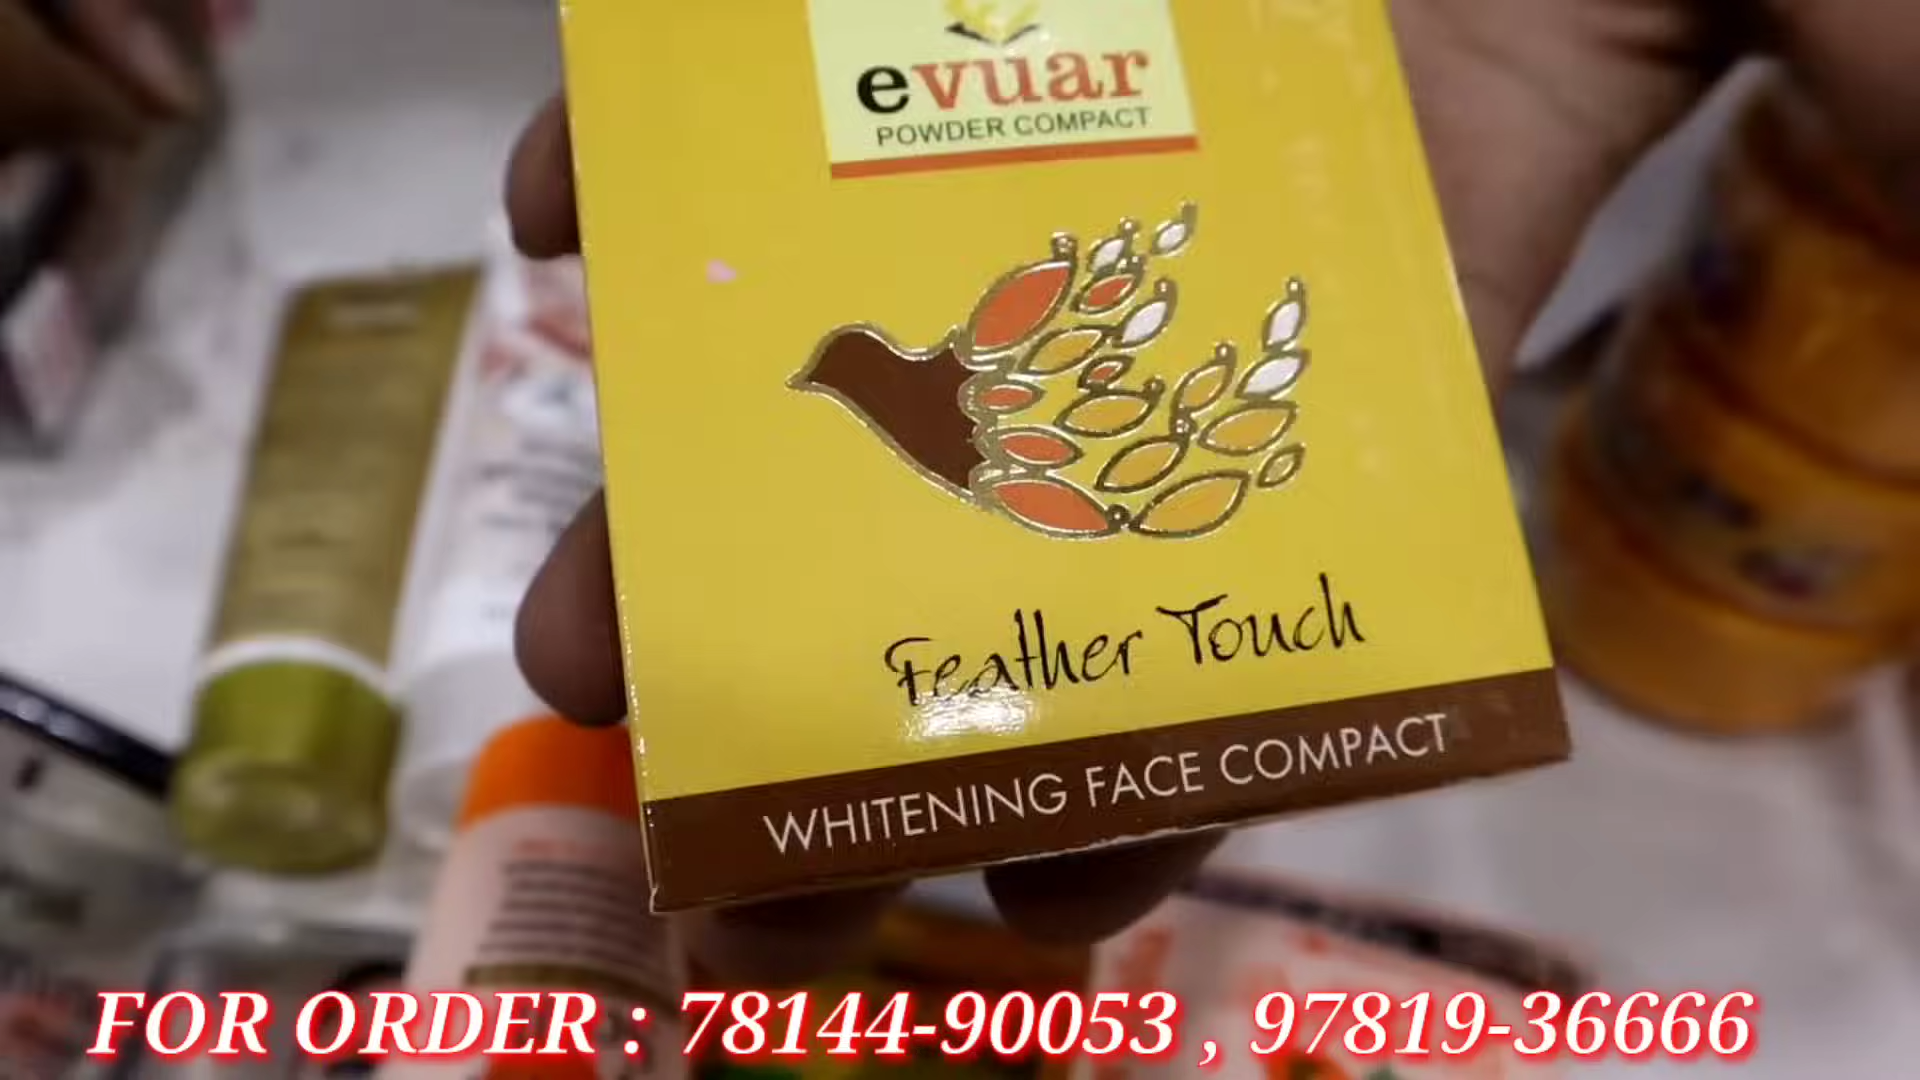 evuar
POWDER COMPACT
Feather Touch
WHITENING FACE COMPACT
FOR ORDER : 78144-90053 , 97819-36666